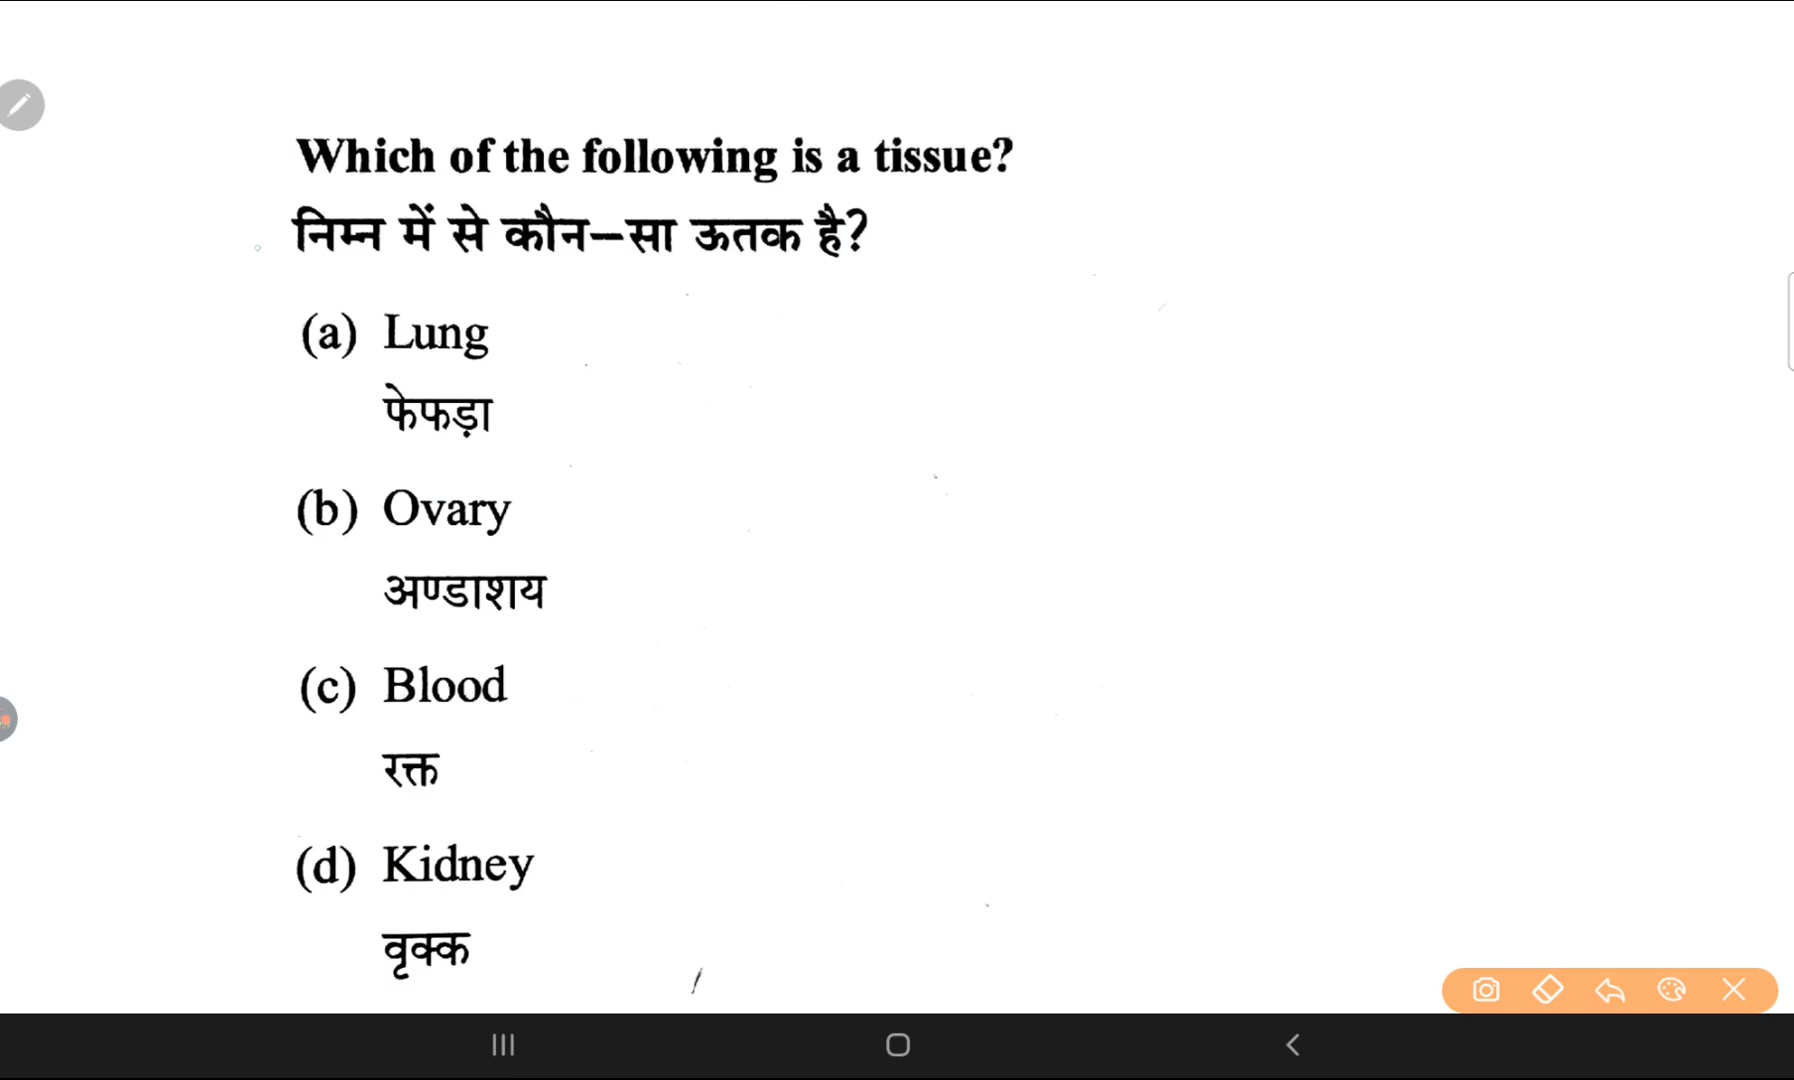 Which of the following is a tissue?
निम्न में से कौन–सा ऊतक है?
(a) Lung
फेफड़ा
(b) Ovary
अण्डाशय
(c) Blood
रक्त
(d) Kidney
वृक्क